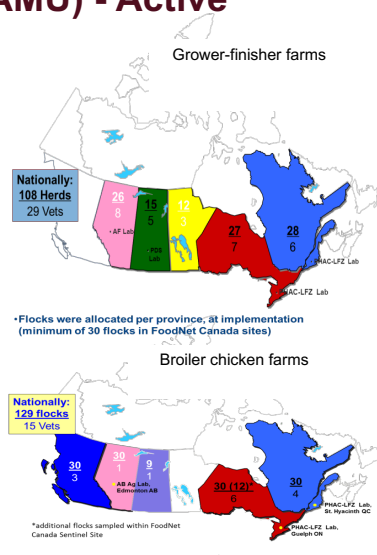 AMU) - Active
Grower-finisher farms
Nationally:
108 Herds
29 Vets
26
8
• AF Lab
15
5
• PDS
Lab
12
3
27
7
28
6
PHAC-LFZ Lab
HAC-LFZ Lab
•Flocks were allocated per province, at implementation
(minimum of 30 flocks in FoodNet Canada sites)
Broiler chicken farms
Nationally:
129 flocks
15 Vets
30
3
30
1
AB Ag Lab,
Edmonton AB
9
1
30 (12)*
6
30
4
PHAC-LFZ Lab,
St. Hyacinth QC
PHAC-LFZ Lab,
Guelph ON
*additional flocks sampled within FoodNet
Canada Sentinel Site